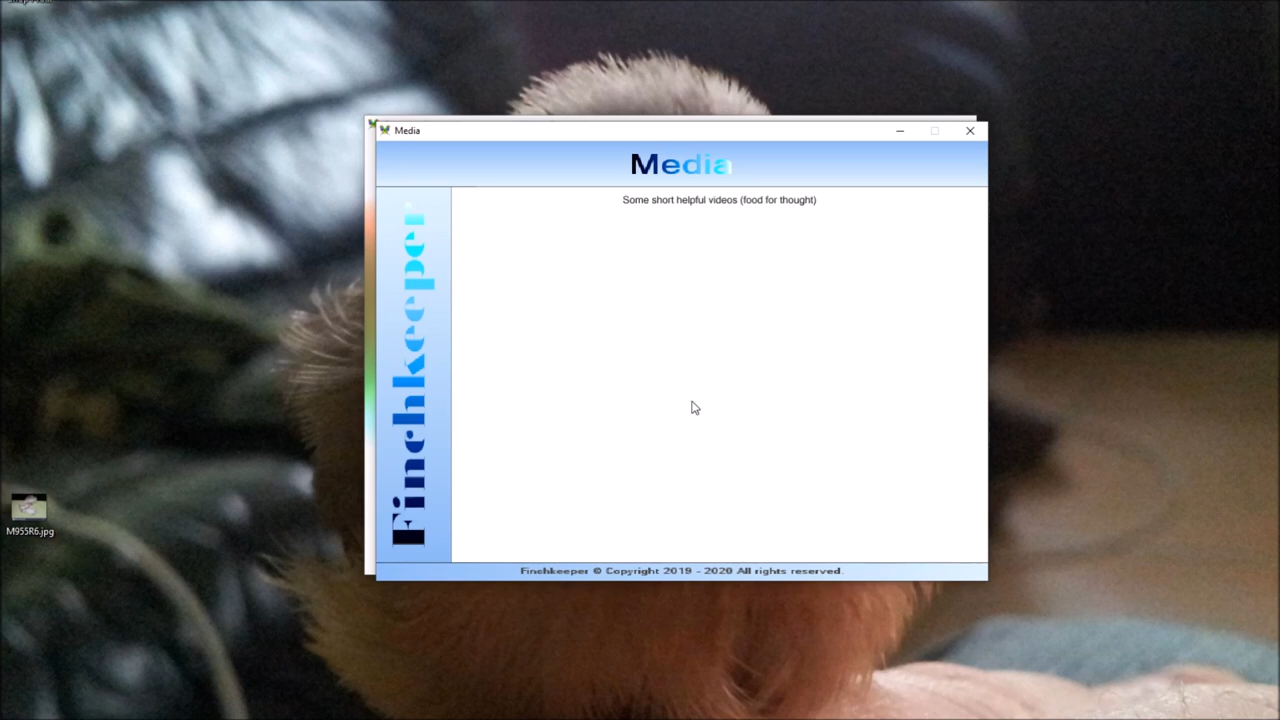 Media
Media
Some short helpful videos (food for thought)
Finchkeeper
M955R6.jpg
Finchkeeper © Copyright 2019 - 2020 All rights reserved.